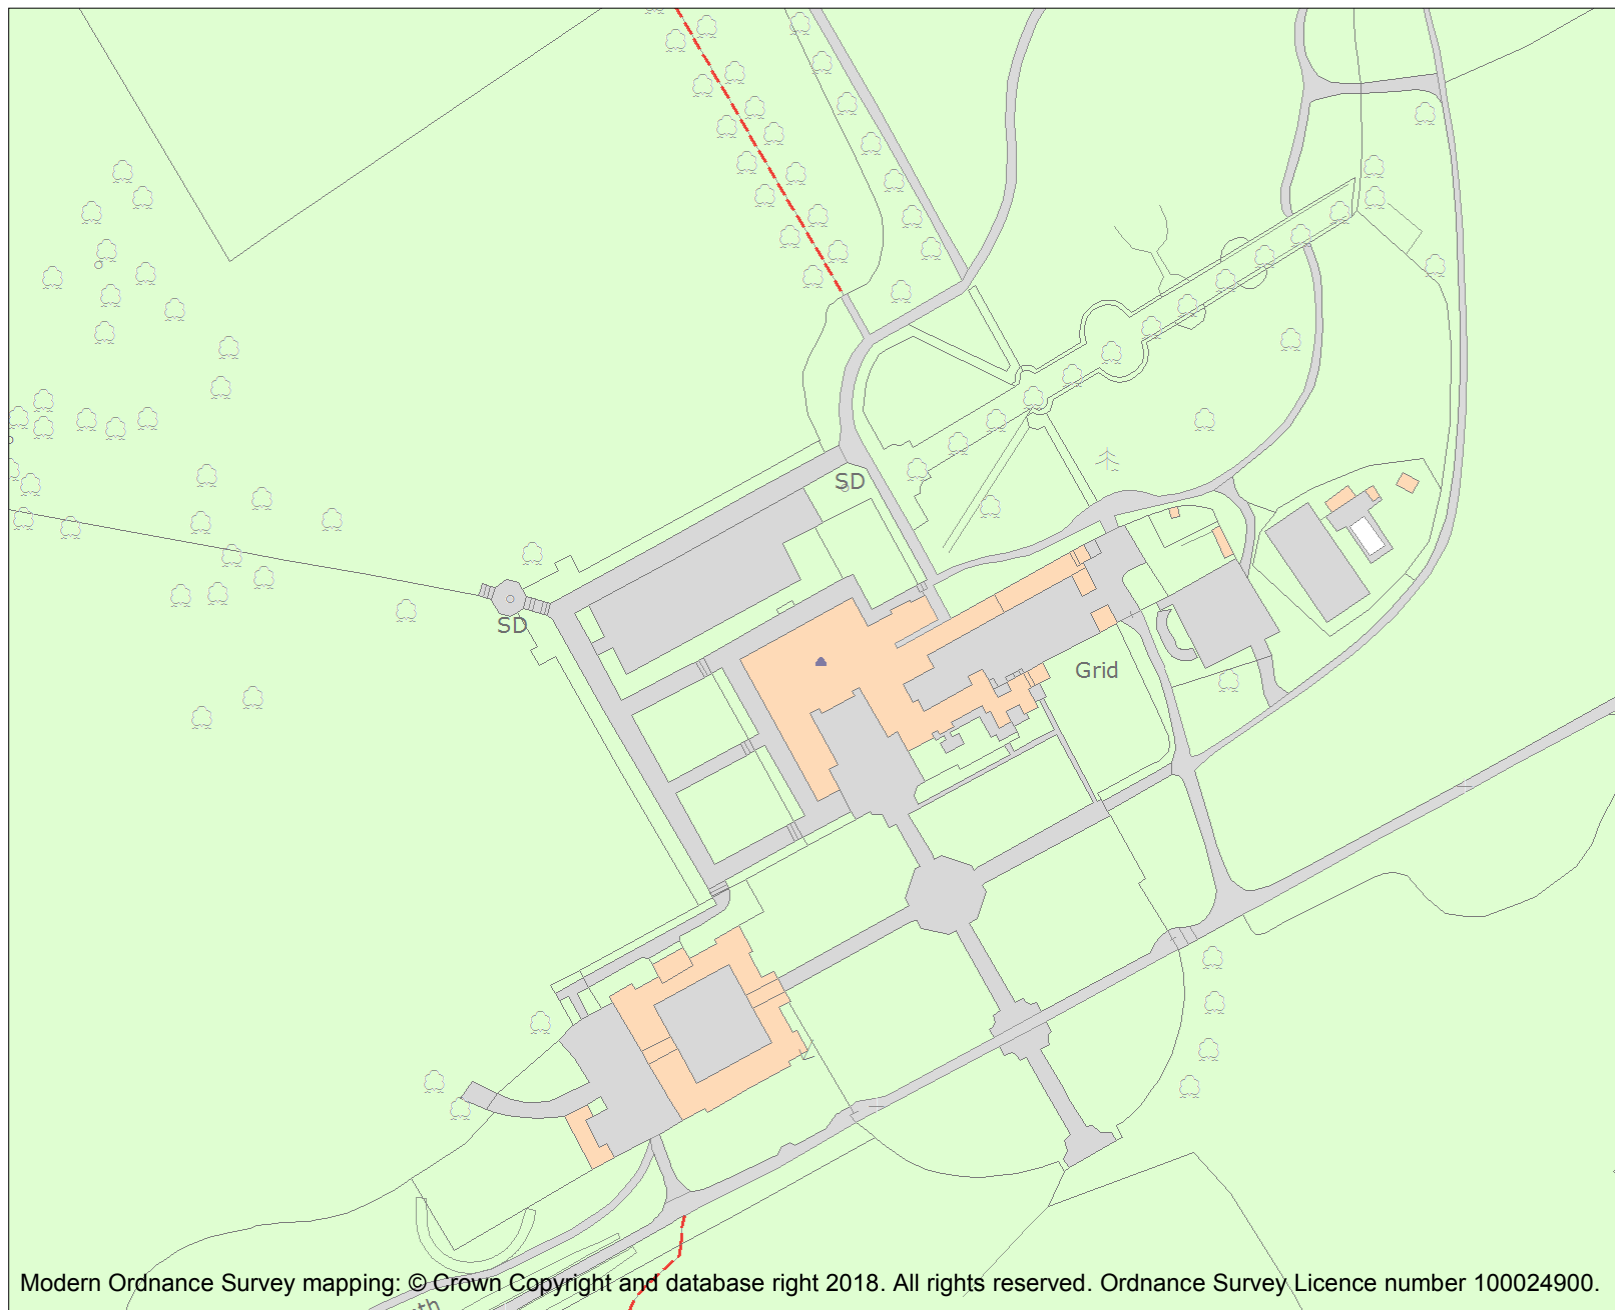 SD
SD
Grid
Modern Ordnance Survey mapping: © Crown Copyright and database right 2018. All rights reserved. Ordnance Survey Licence number 100024900.